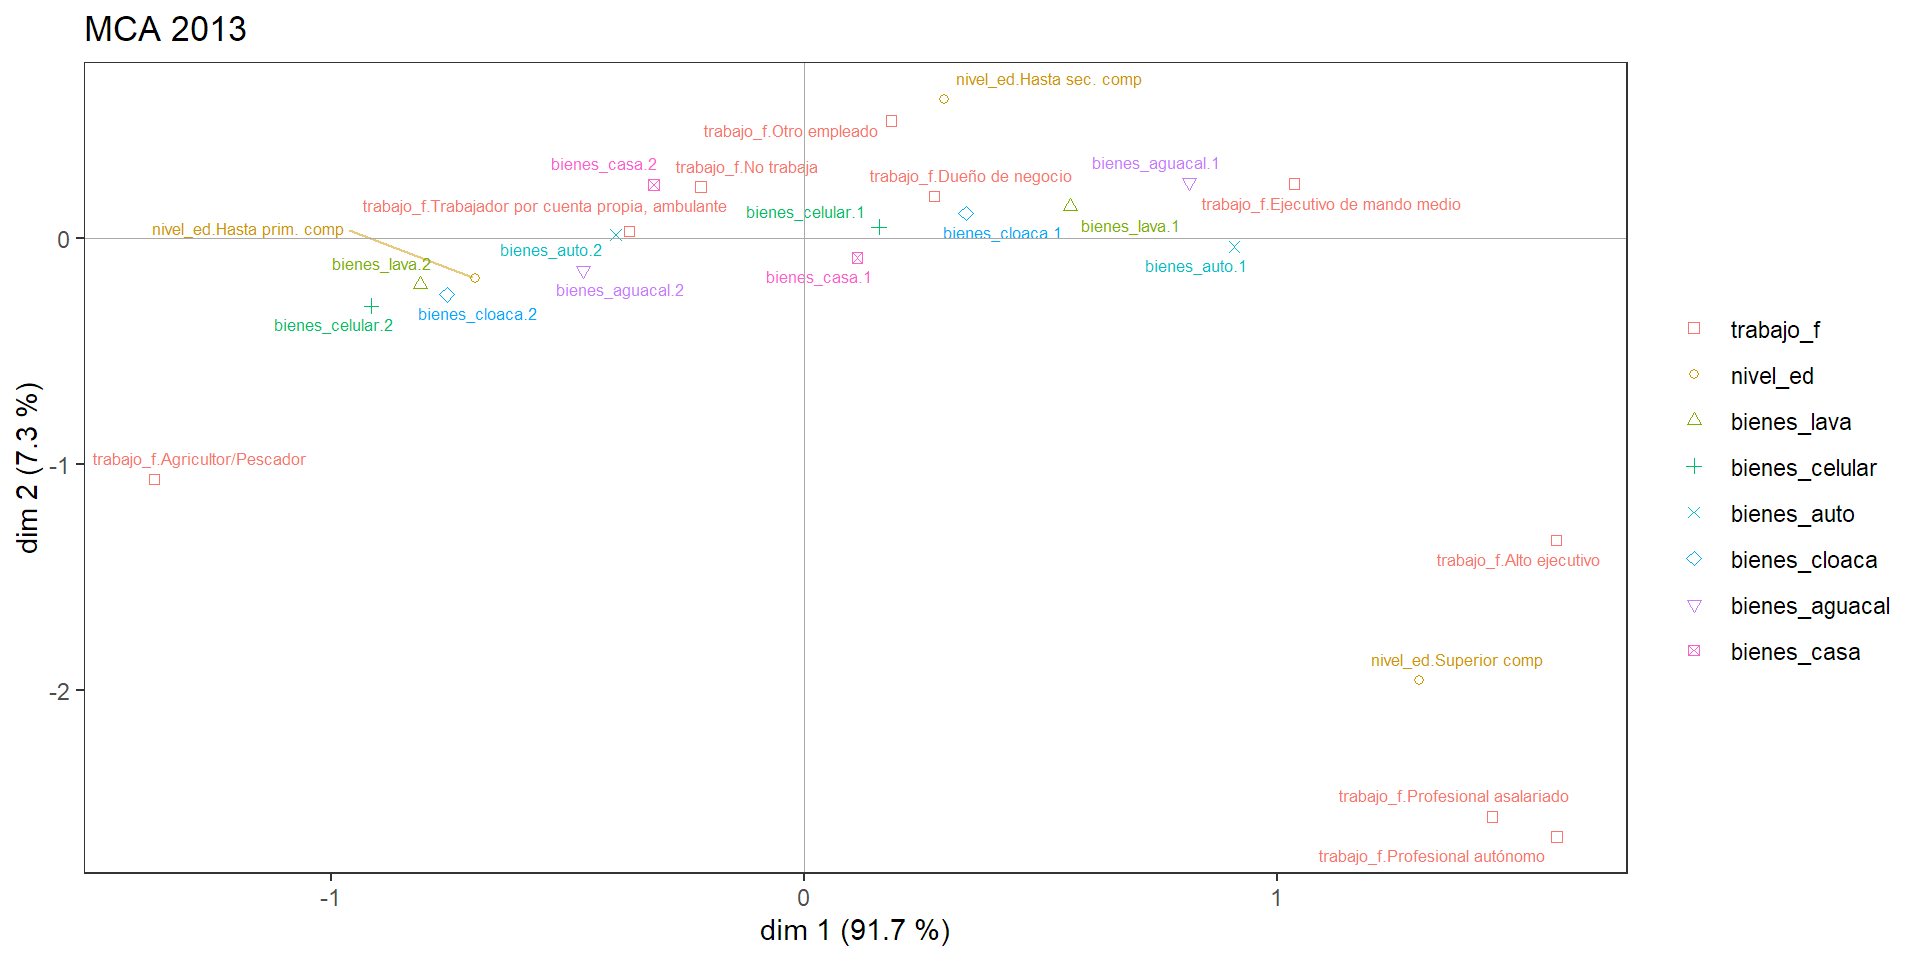 MCA 2013
nivel_ed.Hasta sec. comp
trabajo_f.Otro empleado
bienes_casa.2
trabajo_f.No trabaja
bienes_aguacal.1
trabajo_f.Dueño de negocio
trabajo_f.Trabajador por cuenta propia, ambulante
bienes_celular.1
trabajo_f.Ejecutivo de mando medio
nivel_ed.Hasta prim. comp
bienes_cloaca.1
bienes_lava.1
bienes_auto.2
bienes_lava.2
bienes_casa.1
bienes_auto.1
bienes_aguacal.2
bienes_cloaca.2
bienes_celular.2
trabajo_f.Agricultor/Pescador
trabajo_f.Alto ejecutivo
nivel_ed.Superior comp
trabajo_f.Profesional asalariado
trabajo_f.Profesional autónomo
0
-1
-2
dim 2 (7.3 %)
-1
0
1
dim 1 (91.7 %)
trabajo_f
nivel_ed
bienes_lava
bienes_celular
bienes_auto
bienes_cloaca
bienes_aguacal
bienes_casa